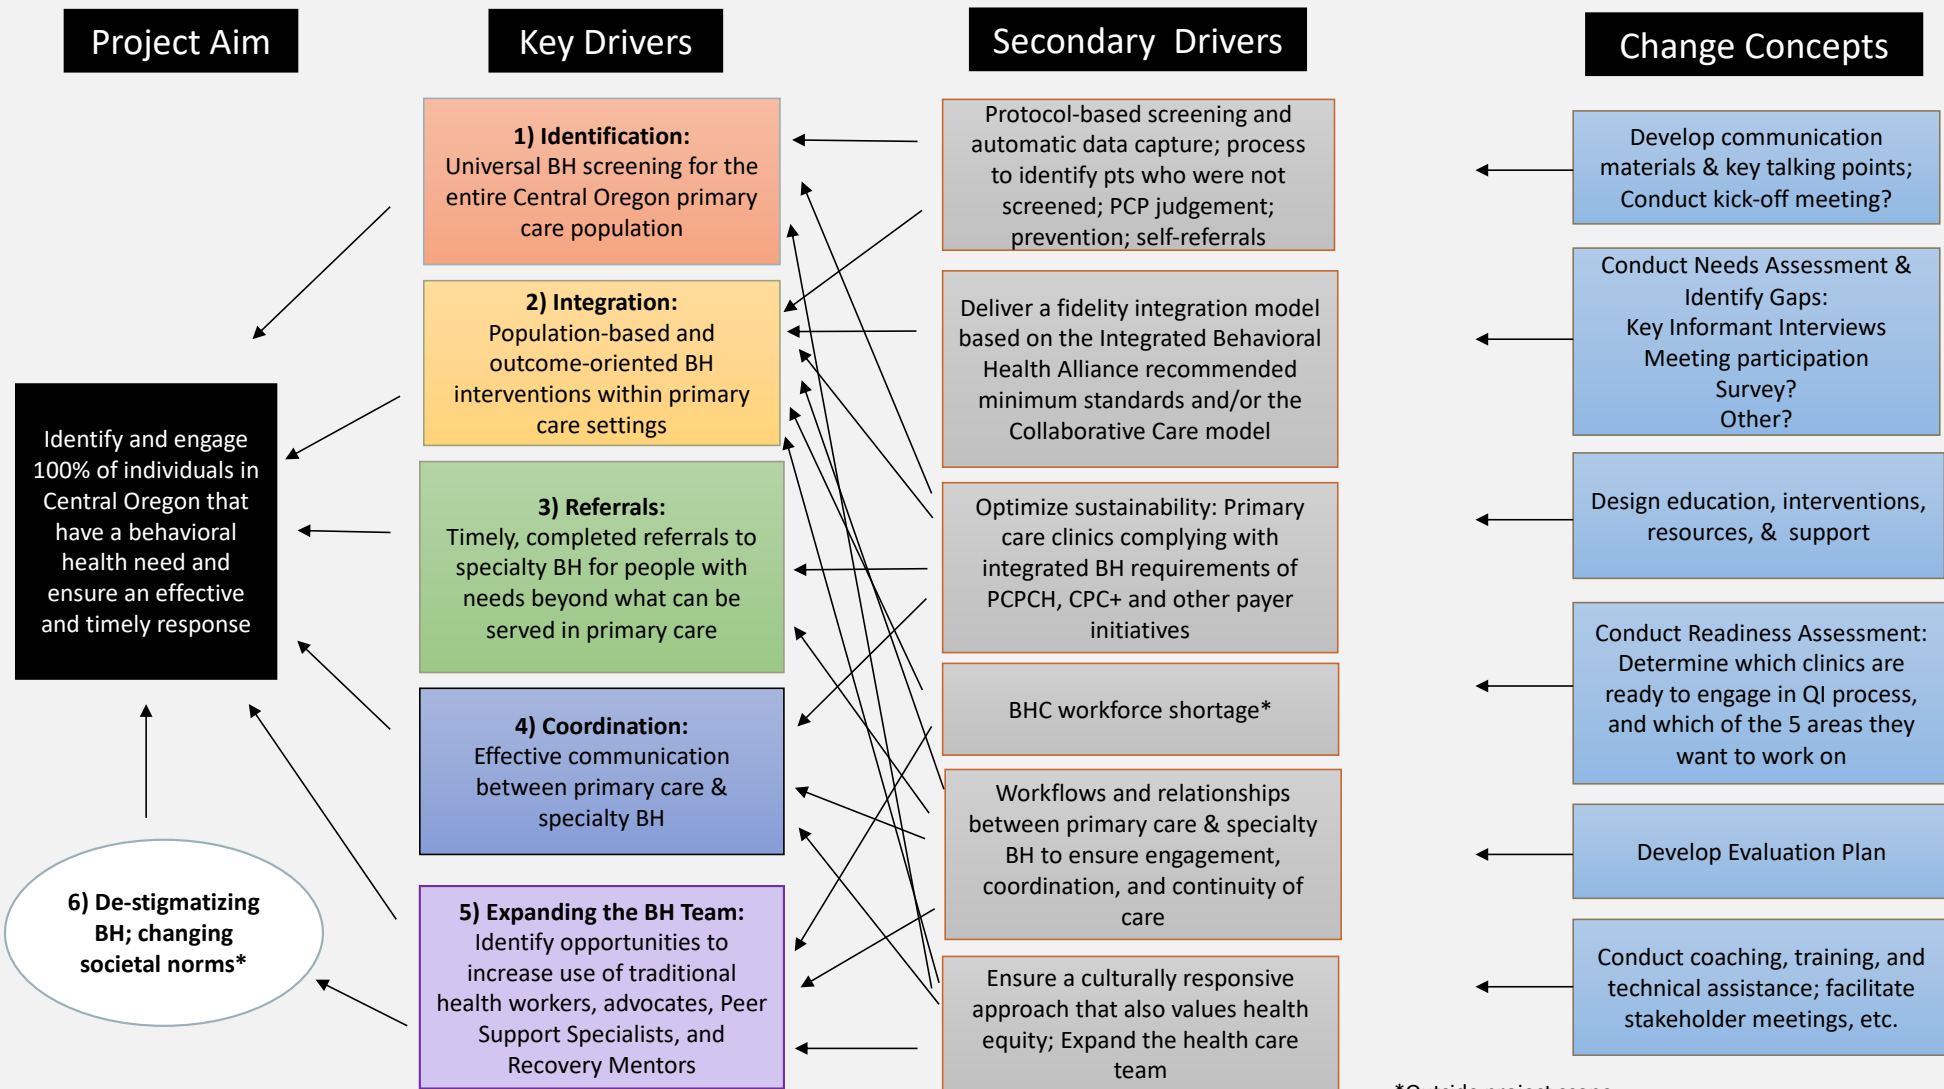 Project Aim
Key Drivers
Secondary Drivers
Change Concepts
Identify and engage
100% of individuals in
Central Oregon that
have a behavioral
health need and
ensure an effective
and timely response
6) De-stigmatizing
BH; changing
societal norms*
1) Identification:
Universal BH screening for the
entire Central Oregon primary
care population
2) Integration:
Population-based and
outcome-oriented BH
interventions within primary
care settings
3) Referrals:
Timely, completed referrals to
specialty BH for people with
needs beyond what can be
served in primary care
4) Coordination:
Effective communication
between primary care &
specialty BH
5) Expanding the BH Team:
Identify opportunities to
increase use of traditional
health workers, advocates, Peer
Support Specialists, and
Recovery Mentors
Protocol-based screening and
automatic data capture; process
to identify pts who were not
screened; PCP judgement;
prevention; self-referrals
Deliver a fidelity integration model
based on the Integrated Behavioral
Health Alliance recommended
minimum standards and/or the
Collaborative Care model
Optimize sustainability: Primary
care clinics complying with
integrated BH requirements of
PCPCH, CPC+ and other payer
initiatives
BHC workforce shortage*
Workflows and relationships
between primary care & specialty
BH to ensure engagement,
coordination, and continuity of
care
Ensure a culturally responsive
approach that also values health
equity; Expand the health care
team
Develop communication
materials & key talking points;
Conduct kick-off meeting?
Conduct Needs Assessment &
Identify Gaps:
Key Informant Interviews
Meeting participation
Survey?
Other?
Design education, interventions,
resources, & support
Conduct Readiness Assessment:
Determine which clinics are
ready to engage in QI process,
and which of the 5 areas they
want to work on
Develop Evaluation Plan
Conduct coaching, training, and
technical assistance; facilitate
stakeholder meetings, etc.
*Outside project scope